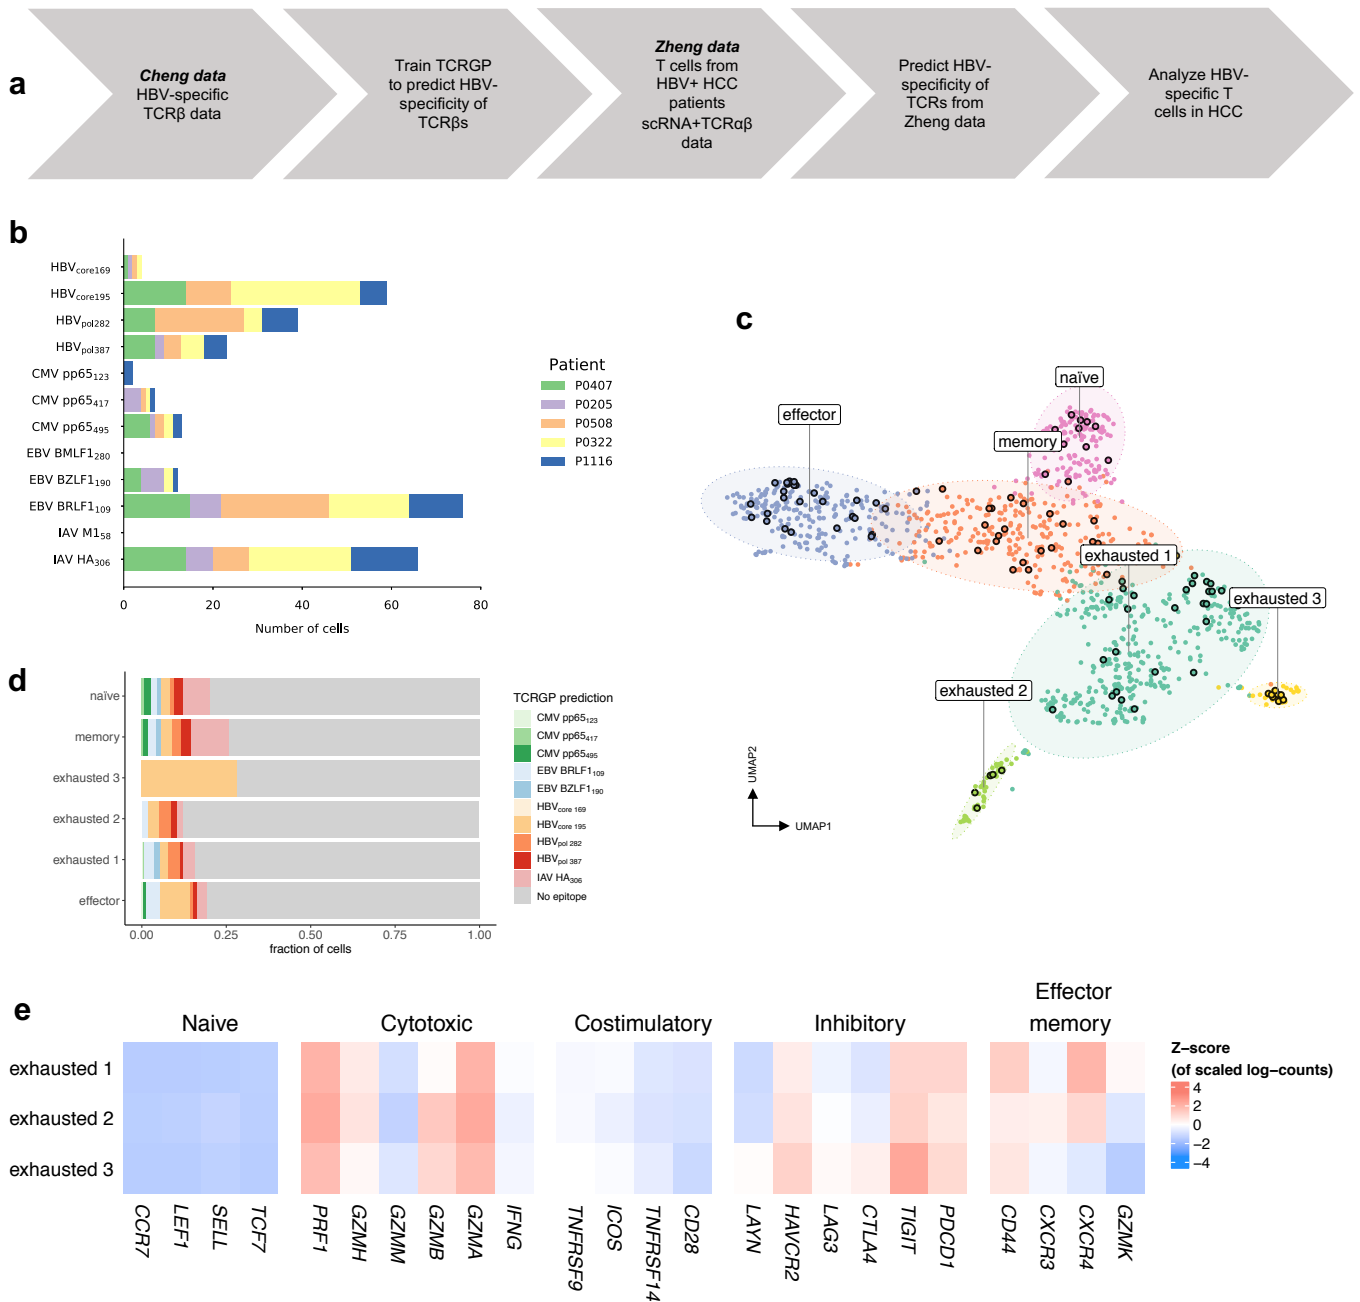 a
Cheng data
HBV-specific
TCRβ data
Train TCRGP
to predict HBV-
specificity of
TCRβs
Zheng data
T cells from
HBV+ HCC
patients
scRNA+TCRαβ
data
Predict HBV-
specificity of
TCRs from
Zheng data
Analyze HBV-
specific T
cells in HCC
b
HBVcore169
HBVcore195
HBVpol282
HBVpol387
CMV pp65123
CMV pp65417
CMV pp65495
EBV BMLF1280
EBV BZLF1190
EBV BRLF1109
IAV M158
IAV HA306
0 20 40 60 80
Number of cells
Patient
P0407
P0205
P0508
P0322
P1116
c
naïve
effector
memory
exhausted 1
exhausted 3
exhausted 2
UMAP2
UMAP1
d
naïve
memory
exhausted 3
exhausted 2
exhausted 1
effector
0.00 0.25 0.50 0.75 1.00
fraction of cells
TCRGP prediction
CMV pp65123
CMV pp65417
CMV pp65495
EBV BRLF1109
EBV BZLF1190
HBVcore 169
HBVcore 195
HBVpol 282
HBVpol 387
IAV HA306
No epitope
e
Naive
Cytotoxic
Costimulatory
Inhibitory
Effector
memory
exhausted 1
exhausted 2
exhausted 3
CCR7
LEF1
SELL
TCF7
PRF1
GZMH
GZMM
GZMB
GZMA
IFNG
TNFRSF9
ICOS
TNFRSF14
CD28
LAYN
HAVCR2
LAG3
CTLA4
TIGIT
PDCD1
CD44
CXCR3
CXCR4
GZMK
Z−score
(of scaled log−counts)
4
2
0
−2
−4